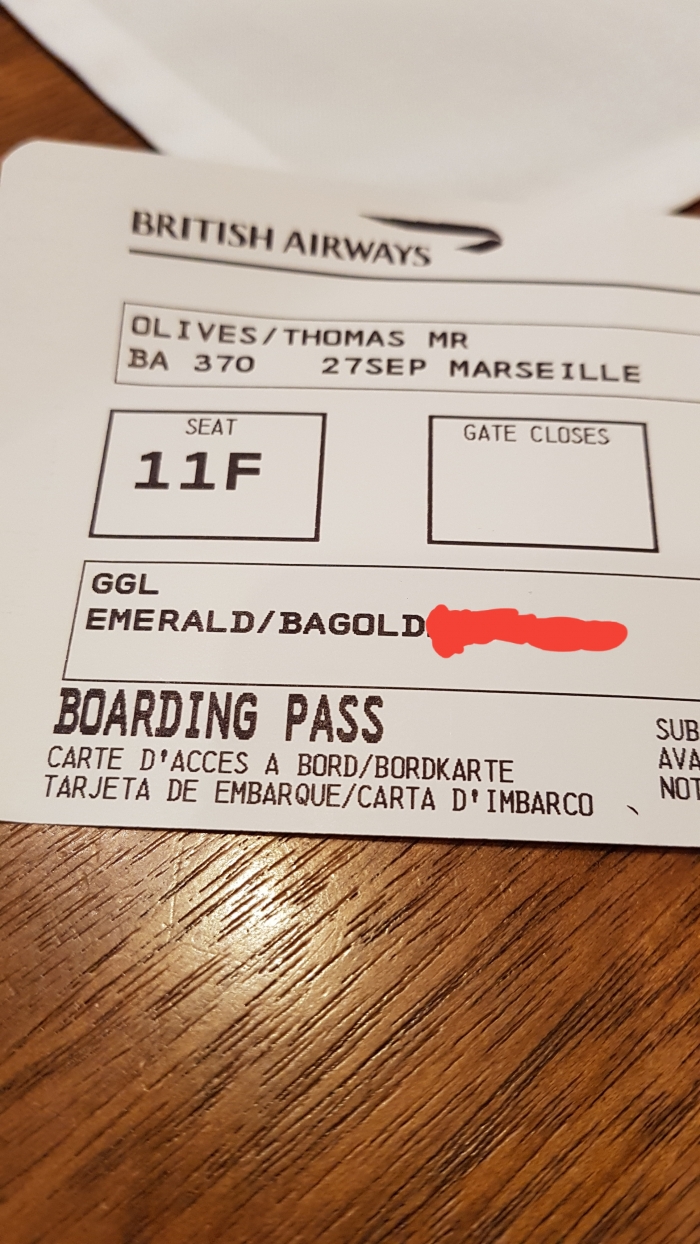 BRITISH AIRWAYS
OLIVES/THOMAS MR
BA 370 27SEP MARSEILLE
SEAT
11F
GATE CLOSES
GGL
EMERALD/BAGOLD
BOARDING PASS
CARTE D'ACCES A BORD/BORDKARTE
TARJETA DE EMBARQUE/CARTA D'IMBARCO
SUB
AVA
NOT